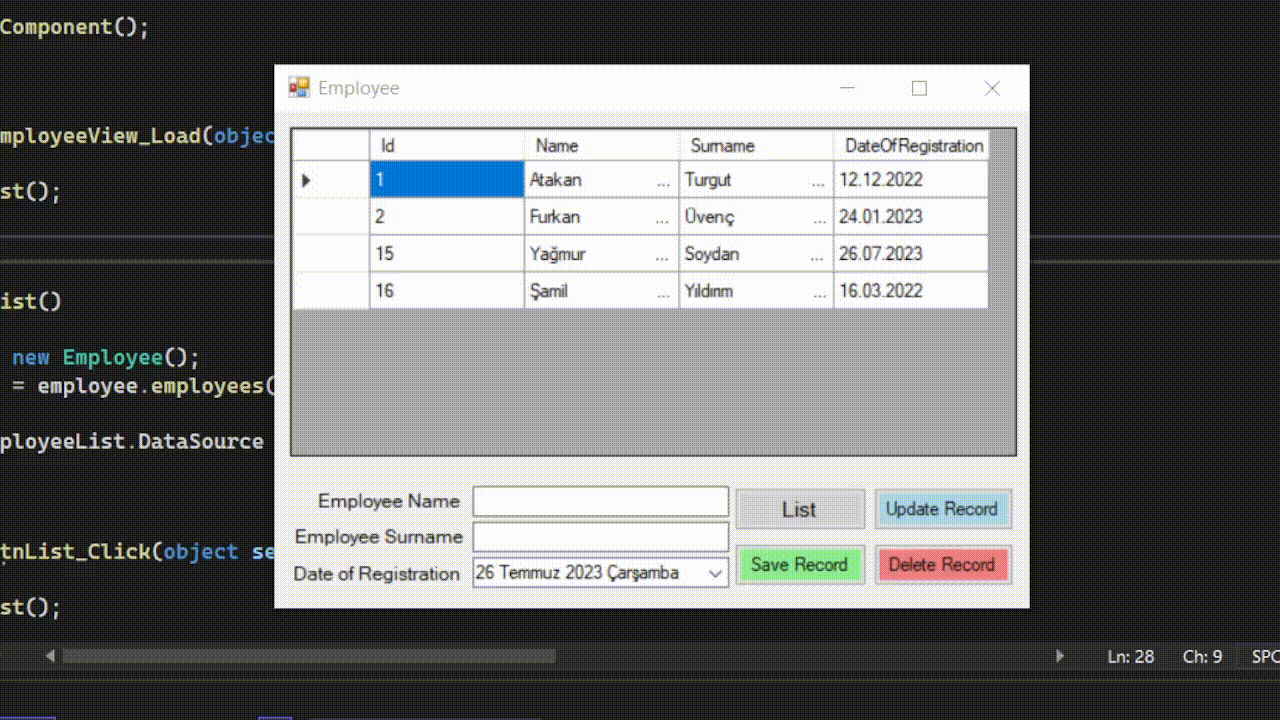 Component();
Employee
mployeeView_Load(objec
Id Name Surname DateOfRegistration
1 Atakan ... Turgut ... 12.12.2022
st();
2 Furkan ... Üvenç ... 24.01.2023
15 Yağmur ... Soydan ... 26.07.2023
16 Şamil ... Yıldırım ... 16.03.2022
ist()
new Employee();
= employee.employees(
ployeeList.DataSource
Employee Name
List Update Record
Employee Surname
tnList_Click(object se
Date of Registration 26 Temmuz 2023 Çarşamba
Save Record Delete Record
st();
Ln: 28 Ch: 9 SPC